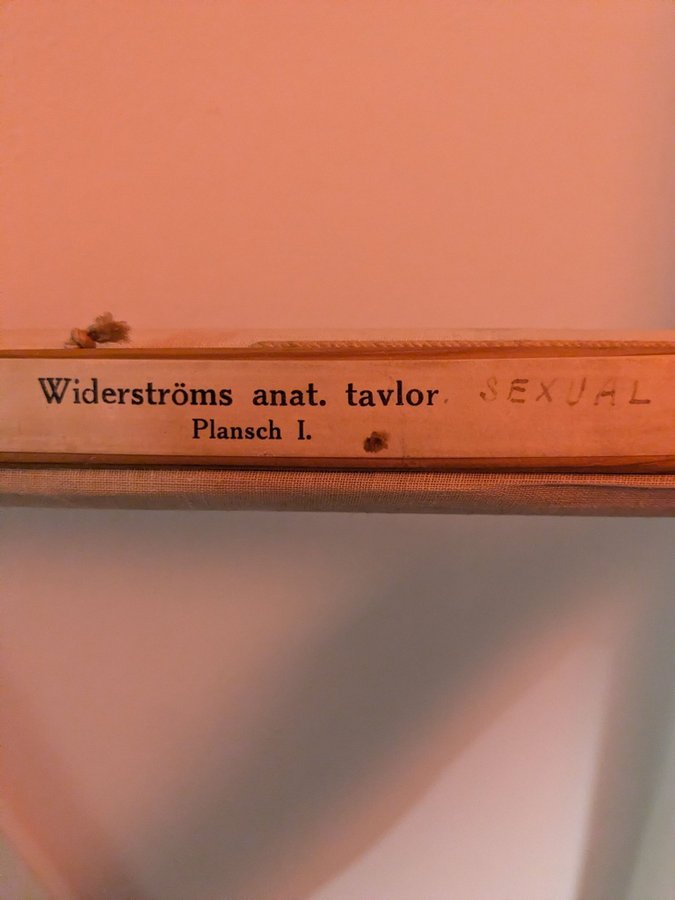 Widerströms anat. tavlor. SEXUAL
Plansch I.